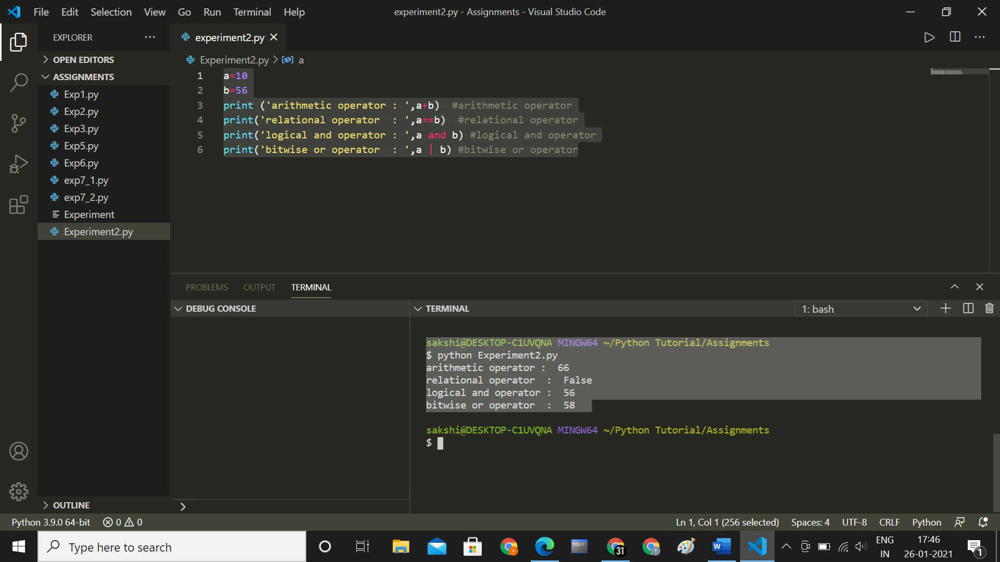 File Edit Selection View Go Run Terminal Help experiment2.py - Assignments - Visual Studio Code
EXPLORER
experiment2.py
OPEN EDITORS
Experiment2.py > a
ASSIGNMENTS
Exp1.py
Exp2.py
Exp3.py
Exp5.py
Exp6.py
exp7_1.py
exp7_2.py
Experiment
Experiment2.py
1 a=10
2 b=56
3 print ('arithmetic operator : ',a+b)  #arithmetic operator
4 print('relational operator  : ',a==b)  #relational operator
5 print('logical and operator : ',a and b) #logical and operator
6 print('bitwise or operator  : ',a | b) #bitwise or operator
PROBLEMS OUTPUT TERMINAL
DEBUG CONSOLE
TERMINAL 1: bash
sakshi@DESKTOP-C1UVQNA MINGW64 ~/Python Tutorial/Assignments
$ python Experiment2.py
arithmetic operator :  66
relational operator  :  False
logical and operator :  56
bitwise or operator  :  58
sakshi@DESKTOP-C1UVQNA MINGW64 ~/Python Tutorial/Assignments
$
OUTLINE
Python 3.9.0 64-bit 0 0 Ln 1, Col 1 (256 selected) Spaces: 4 UTF-8 CRLF Python
Type here to search
SQL>
S
31
T
W
ENG
IN
17:46
26-01-2021
1